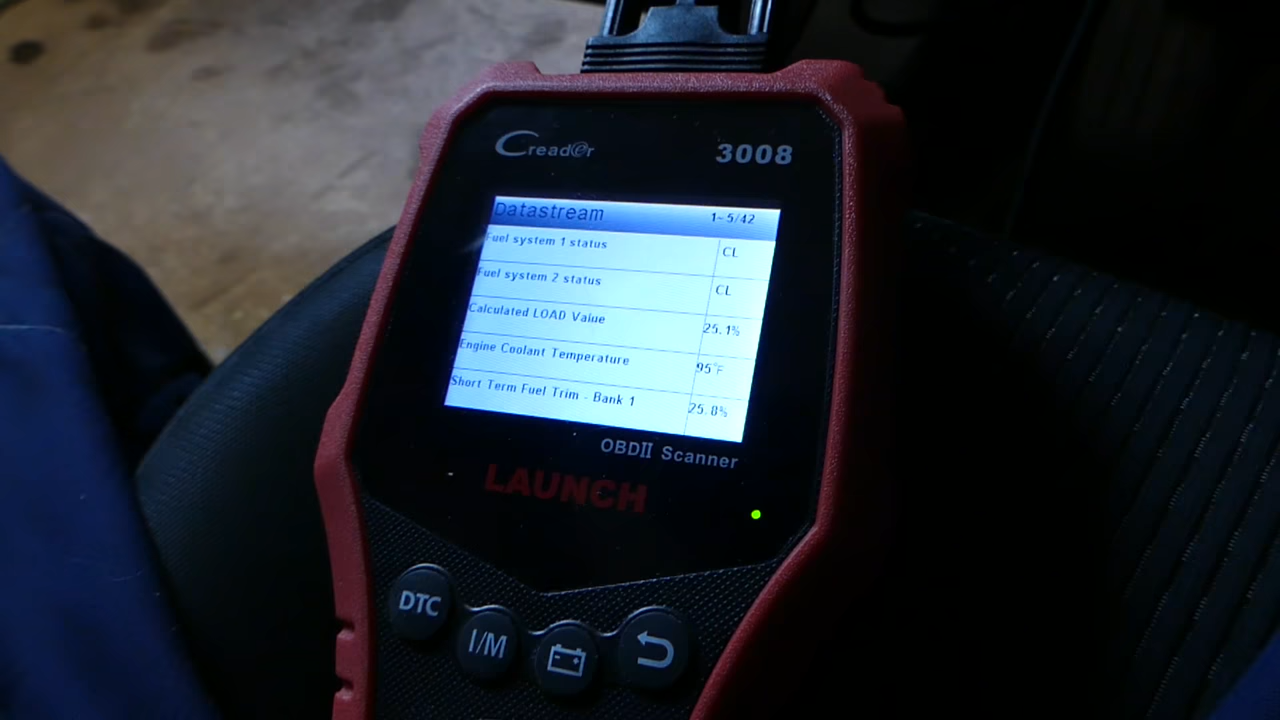 Creader 3008
Datastream 1~5/42
Fuel system 1 status CL
Fuel system 2 status CL
Calculated LOAD Value 25.1%
Engine Coolant Temperature 95°F
Short Term Fuel Trim - Bank 1 25.8%
OBDII Scanner
LAUNCH
DTC
I/M